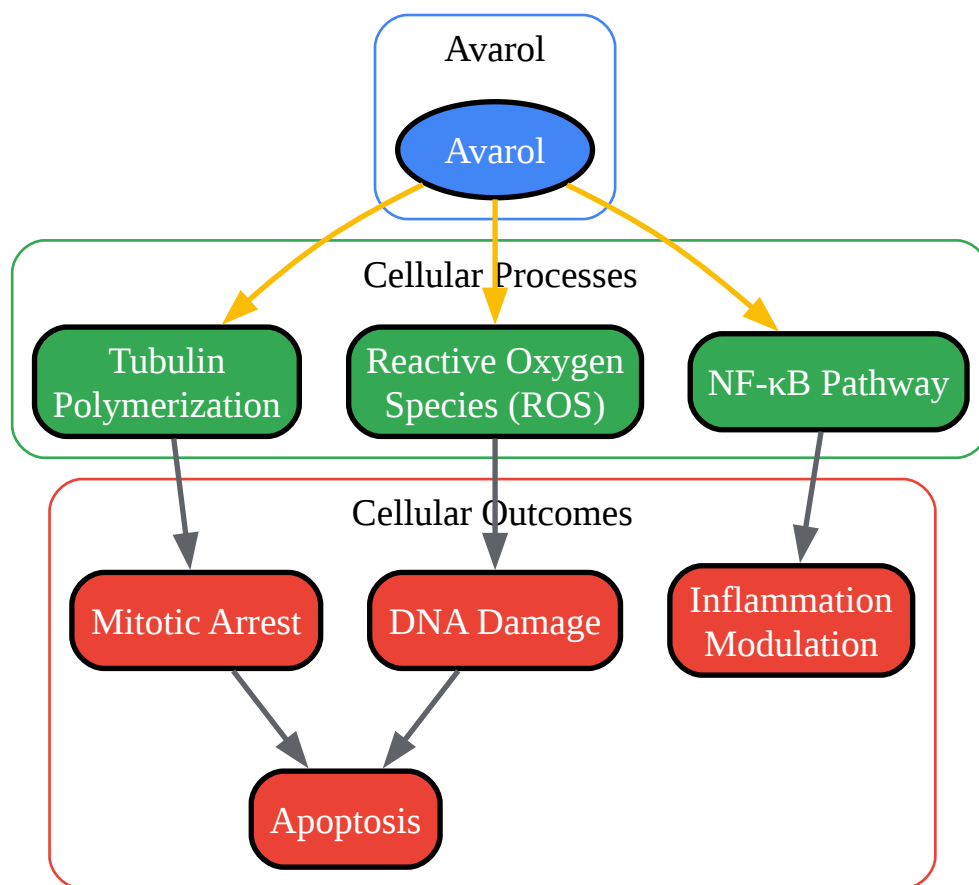 Avarol
Avarol
Cellular Processes
Tubulin
Polymerization
Reactive Oxygen
Species (ROS)
NF-κB Pathway
Cellular Outcomes
Mitotic Arrest
DNA Damage
Inflammation
Modulation
Apoptosis